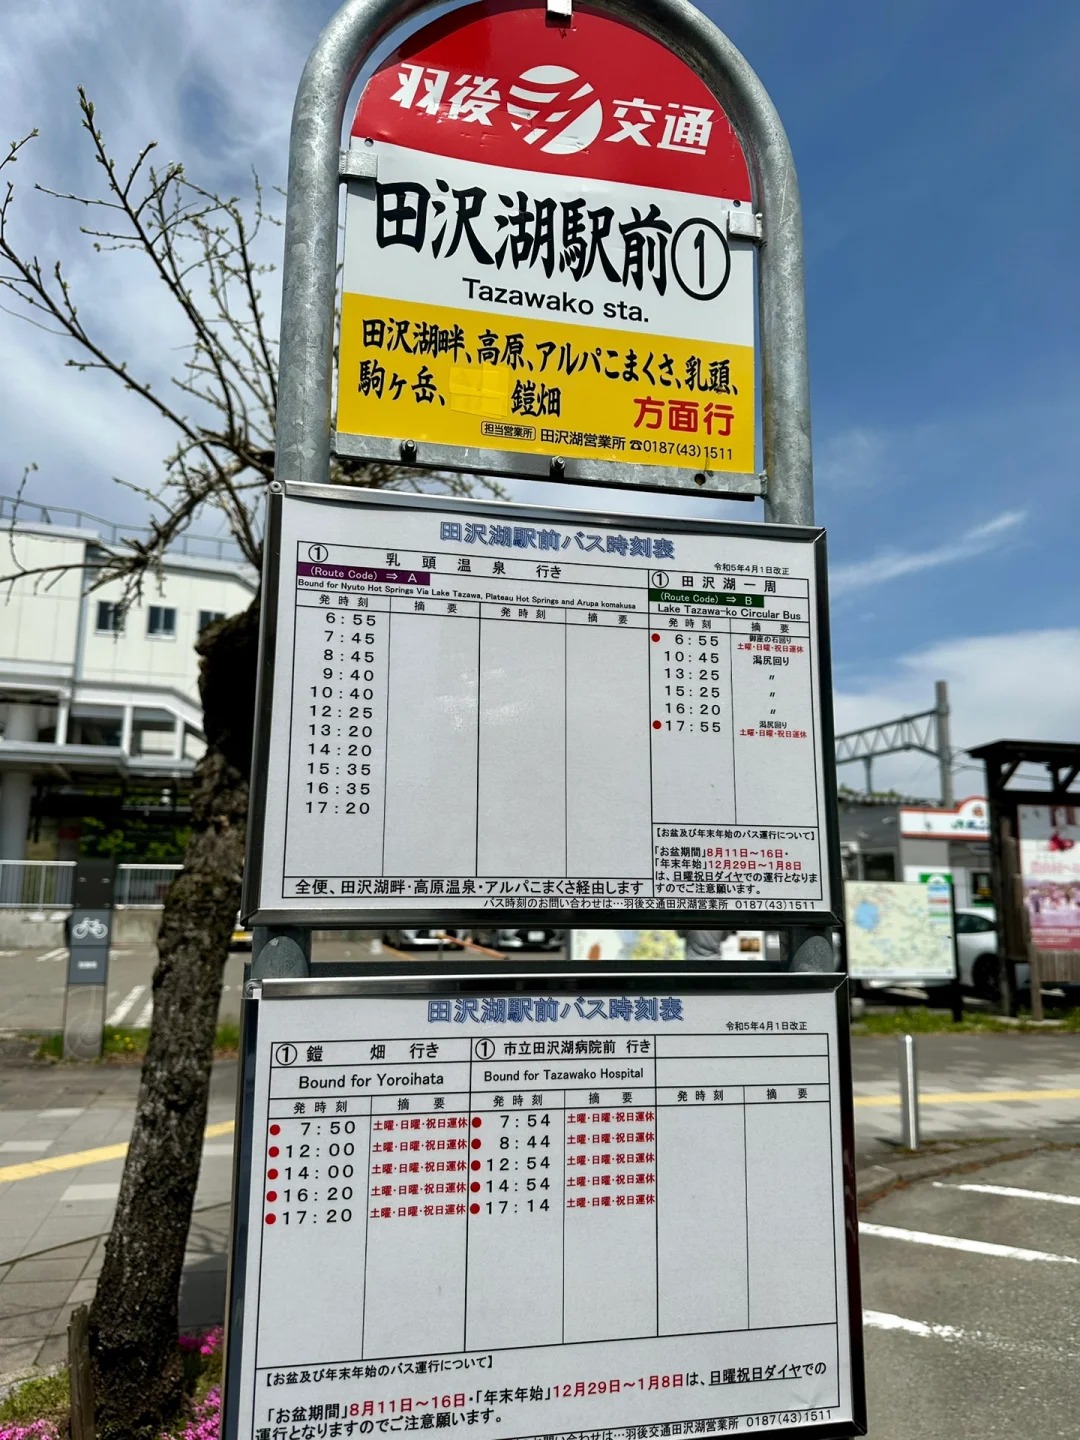 羽後交通
田沢湖駅前①
Tazawako sta.
田沢湖畔、高原、アルパこまくさ、乳頭、
駒ヶ岳、 鎧畑 方面行
担当営業所 田沢湖営業所 ☎0187(43)1511
田沢湖駅前バス時刻表
令和5年4月1日改正
① 乳頭温泉 行き
(Route Code) ⇒ A
Bound for Nyuto Hot Springs Via Lake Tazawa, Plateau Hot Springs and Arupa komakusa
発時刻 摘要 発時刻 摘要
6:55
7:45
8:45
9:40
10:40
12:25
13:20
14:20
15:35
16:35
17:20
全便、田沢湖畔・高原温泉・アルパこまくさ経由します
① 田沢湖一周
(Route Code) ⇒ B
Lake Tazawa-ko Circular Bus
発時刻 摘要
● 6:55 御座の石回り
土曜・日曜・祝日運休
10:45 潟尻回り
13:25 〃
15:25 〃
16:20 〃
● 17:55 潟尻回り
土曜・日曜・祝日運休
【お盆及び年末年始のバス運行について】
「お盆期間」8月11日~16日・
「年末年始」12月29日~1月8日
は、日曜祝日ダイヤでの運行となりま
すのでご注意願います。
バス時刻のお問い合わせは…羽後交通田沢湖営業所 0187(43)1511
田沢湖駅前バス時刻表
令和5年4月1日改正
① 鎧畑 行き
Bound for Yoroihata
発時刻 摘要
● 7:50 土曜・日曜・祝日運休
● 12:00 土曜・日曜・祝日運休
● 14:00 土曜・日曜・祝日運休
● 16:20 土曜・日曜・祝日運休
● 17:20 土曜・日曜・祝日運休
① 市立田沢湖病院前 行き
Bound for Tazawako Hospital
発時刻 摘要
● 7:54 土曜・日曜・祝日運休
● 8:44 土曜・日曜・祝日運休
● 12:54 土曜・日曜・祝日運休
● 14:54 土曜・日曜・祝日運休
● 17:14 土曜・日曜・祝日運休
発時刻 摘要
【お盆及び年末年始のバス運行について】
「お盆期間」8月11日~16日・「年末年始」12月29日~1月8日は、日曜祝日ダイヤでの
運行となりますのでご注意願います。
お問い合わせは…羽後交通田沢湖営業所 0187(43)1511